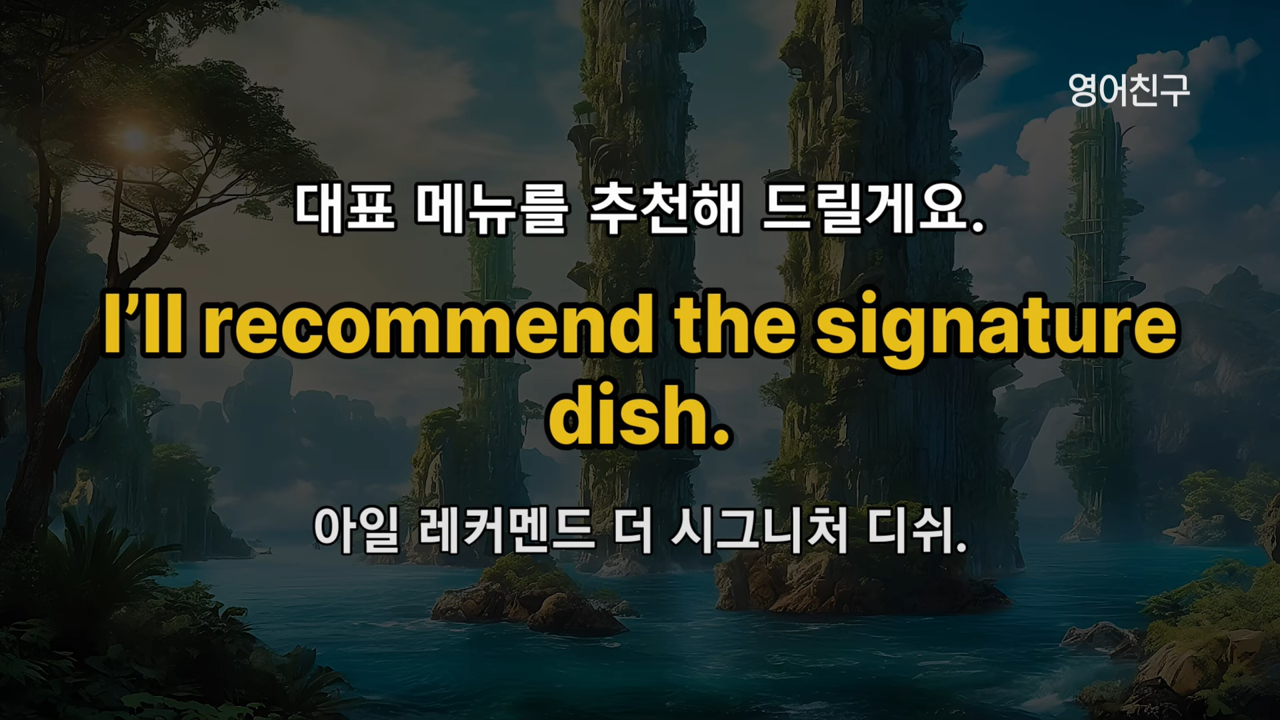 영어친구
대표 메뉴를 추천해 드릴게요.
I’ll recommend the signature
dish.
아일 레커멘드 더 시그니처 디쉬.